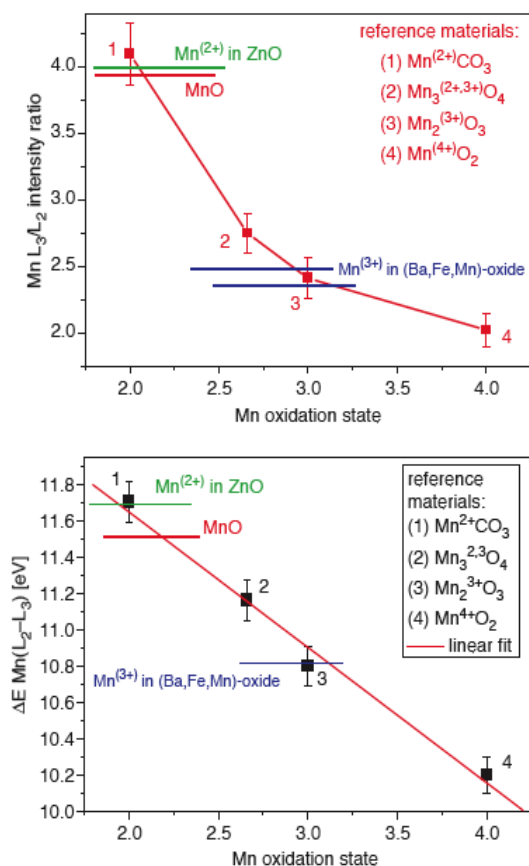 reference materials:
(1) Mn⁽²⁺⁾CO₃
(2) Mn₃⁽²⁺,³⁺⁾O₄
(3) Mn₂⁽³⁺⁾O₃
(4) Mn⁽⁴⁺⁾O₂
1
Mn⁽²⁺⁾ in ZnO
MnO
2
Mn⁽³⁺⁾ in (Ba,Fe,Mn)-oxide
3
4
Mn L₃/L₂ intensity ratio
4.0
3.5
3.0
2.5
2.0
2.0 2.5 3.0 3.5 4.0
Mn oxidation state
reference
materials:
(1) Mn²⁺CO₃
(2) Mn₃²,³O₄
(3) Mn₂³⁺O₃
(4) Mn⁴⁺O₂
linear fit
1
Mn⁽²⁺⁾ in ZnO
MnO
2
Mn⁽³⁺⁾ in (Ba,Fe,Mn)-oxide
3
4
ΔE Mn(L₂–L₃) [eV]
11.8
11.6
11.4
11.2
11.0
10.8
10.6
10.4
10.2
10.0
2.0 2.5 3.0 3.5 4.0
Mn oxidation state